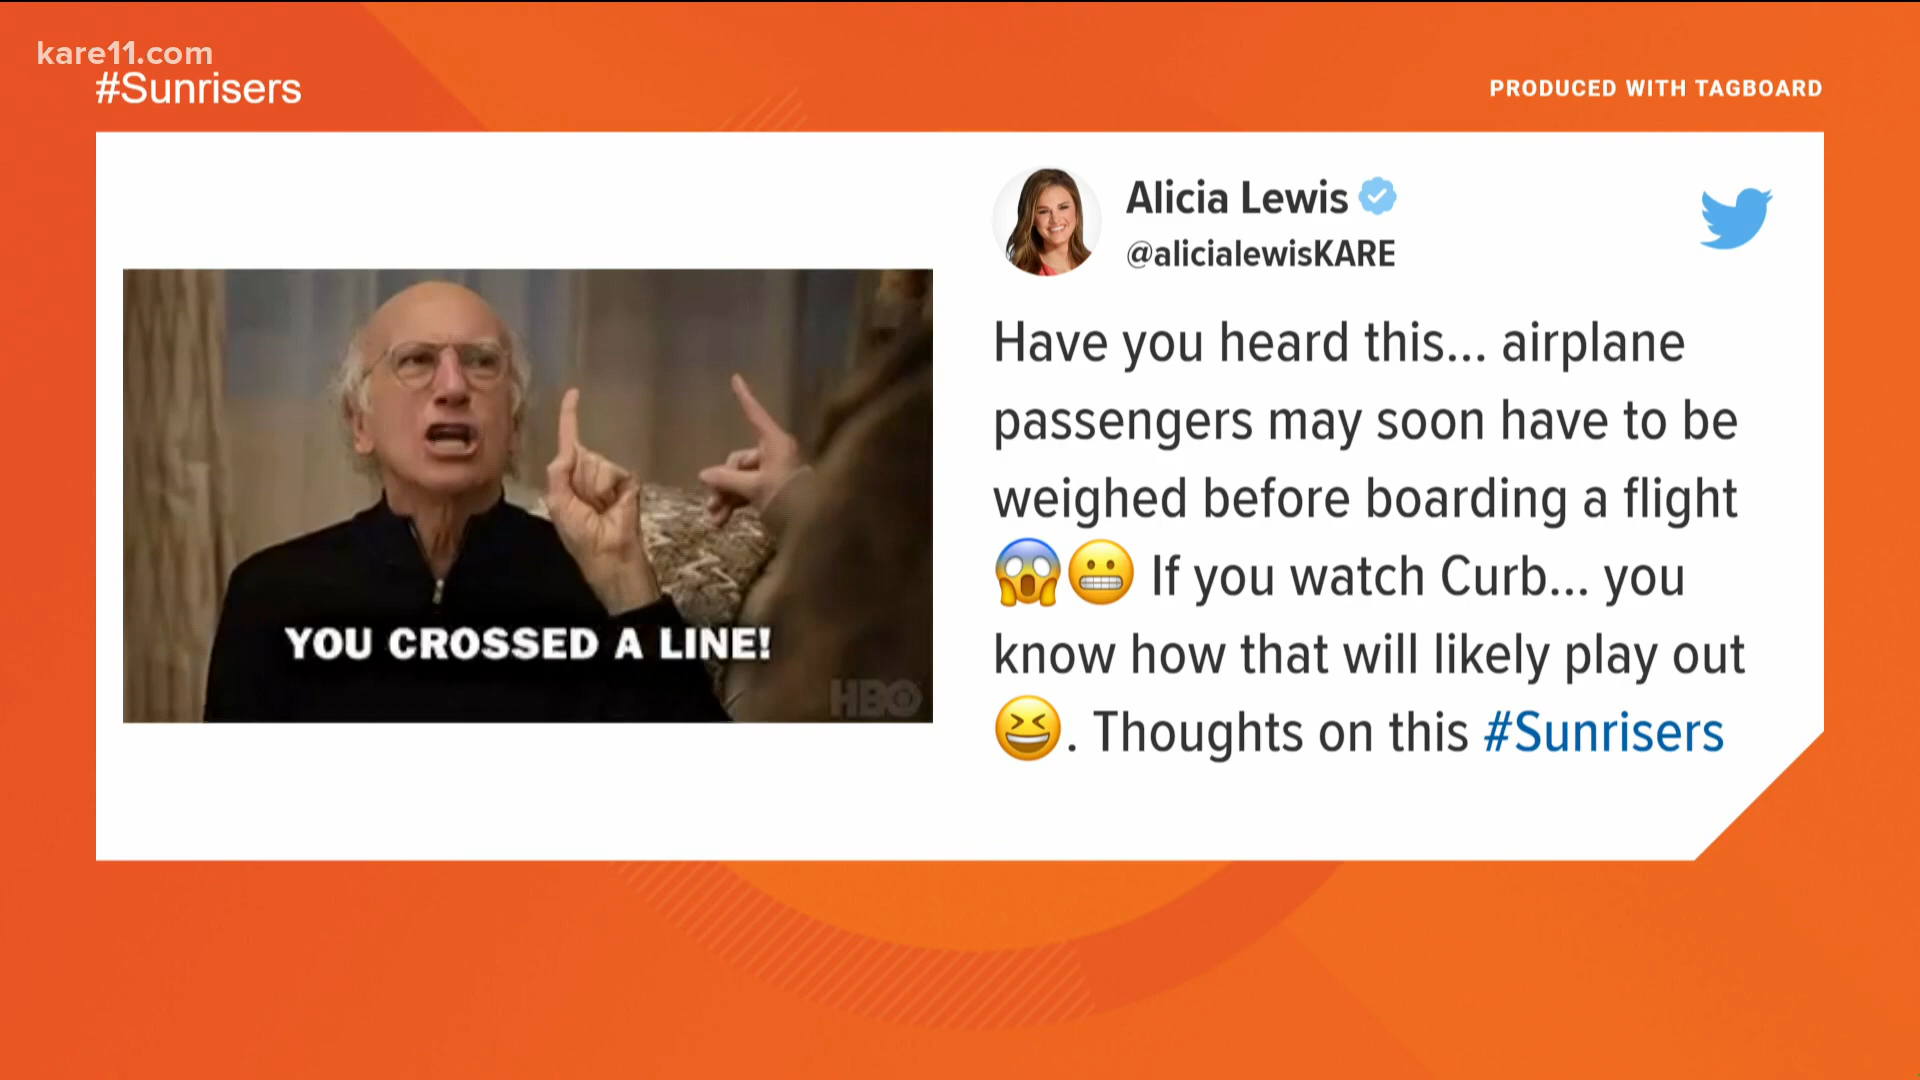 kare11.com
#Sunrisers
PRODUCED WITH TAGBOARD
YOU CROSSED A LINE!
HBO
Alicia Lewis
@alicialewisKARE
Have you heard this... airplane
passengers may soon have to be
weighed before boarding a flight
😱😬 If you watch Curb... you
know how that will likely play out
😆. Thoughts on this #Sunrisers